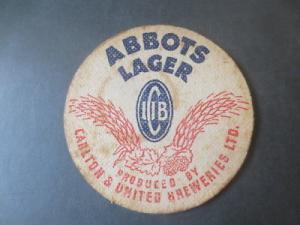 ABBOTS
LAGER
CUB
PRODUCED BY
CARLTON & UNITED BREWERIES LTD.